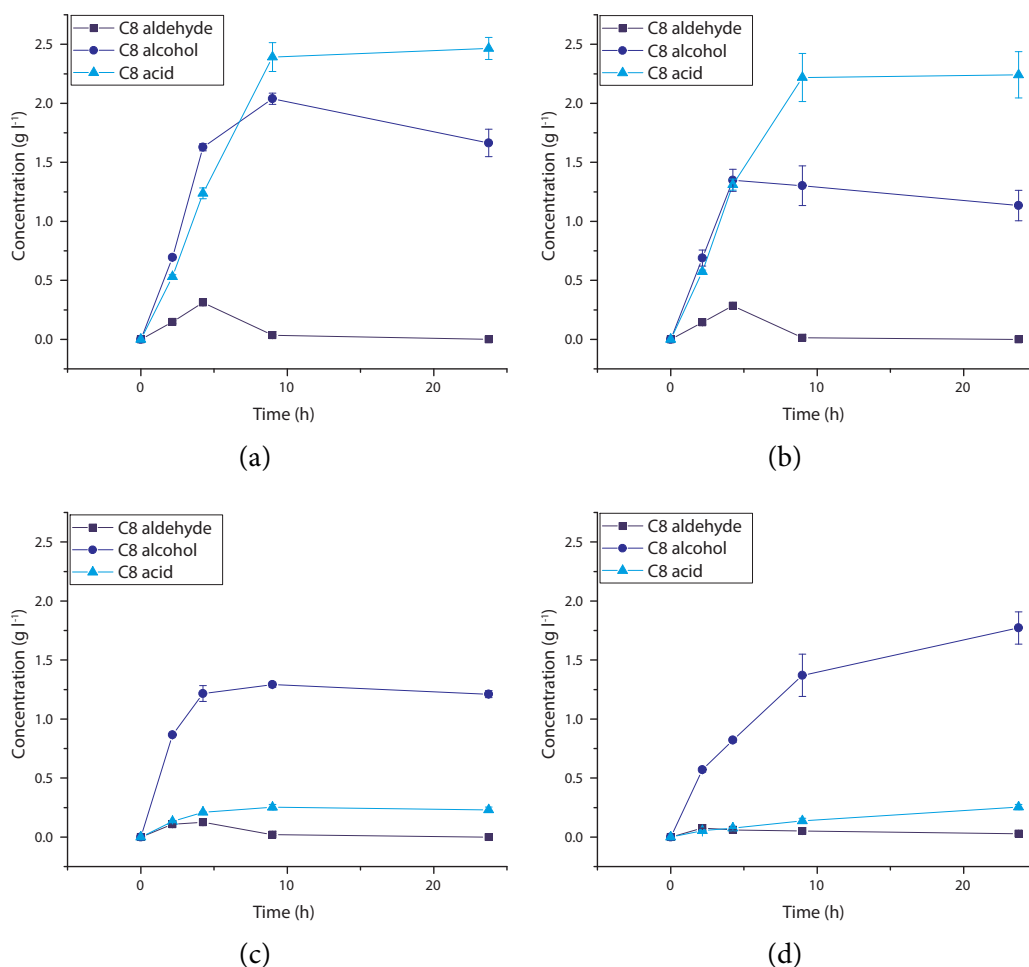 C8 aldehyde
C8 alcohol
C8 acid
2.5
2.0
1.5
1.0
0.5
0.0
Concentration (g l⁻¹)
0
10
20
Time (h)
(a)
C8 aldehyde
C8 alcohol
C8 acid
2.5
2.0
1.5
1.0
0.5
0.0
Concentration (g l⁻¹)
0
10
20
Time (h)
(b)
C8 aldehyde
C8 alcohol
C8 acid
2.5
2.0
1.5
1.0
0.5
0.0
Concentration (g l⁻¹)
0
10
20
Time (h)
(c)
C8 aldehyde
C8 alcohol
C8 acid
2.5
2.0
1.5
1.0
0.5
0.0
Concentration (g l⁻¹)
0
10
20
Time (h)
(d)